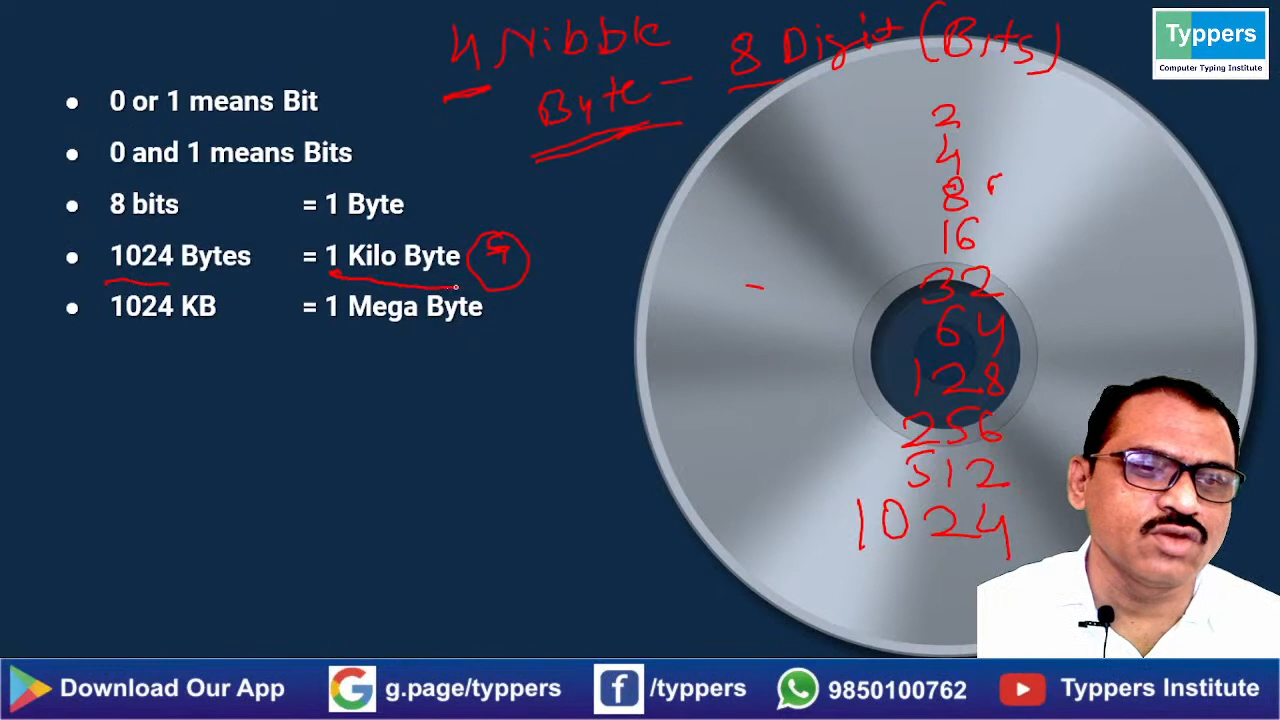 4 Nibble
Byte - 8 Digit (Bits)
Typpers
Computer Typing Institute
• 0 or 1 means Bit
• 0 and 1 means Bits
• 8 bits = 1 Byte
• 1024 Bytes = 1 Kilo Byte
• 1024 KB = 1 Mega Byte
2
4
8
16
32
64
128
256
512
1024
Download Our App
g.page/typpers
/typpers
9850100762
Typpers Institute